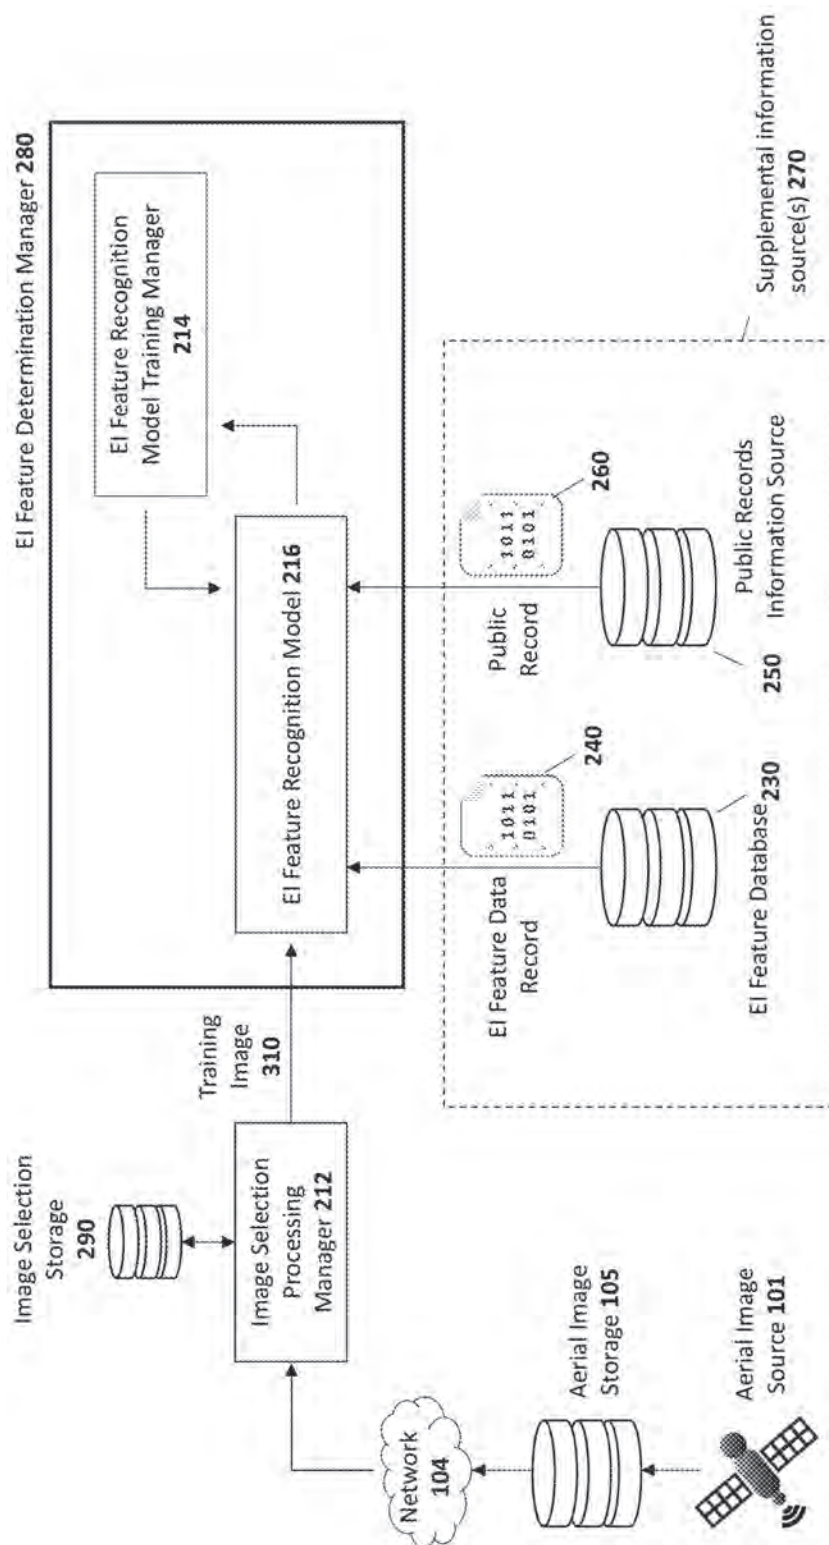 EI Feature Determination Manager 280
EI Feature Recognition
Model Training Manager
214
EI Feature Recognition Model 216
Image Selection
Storage
290
Training
Image
310
Image Selection
Processing
Manager 212
Network
104
Aerial Image
Storage 105
Aerial Image
Source 101
EI Feature Data
Record
1011
0101
240
EI Feature Database
230
Public
Record
1011
0101
260
Public Records
Information Source
250
Supplemental information
source(s) 270